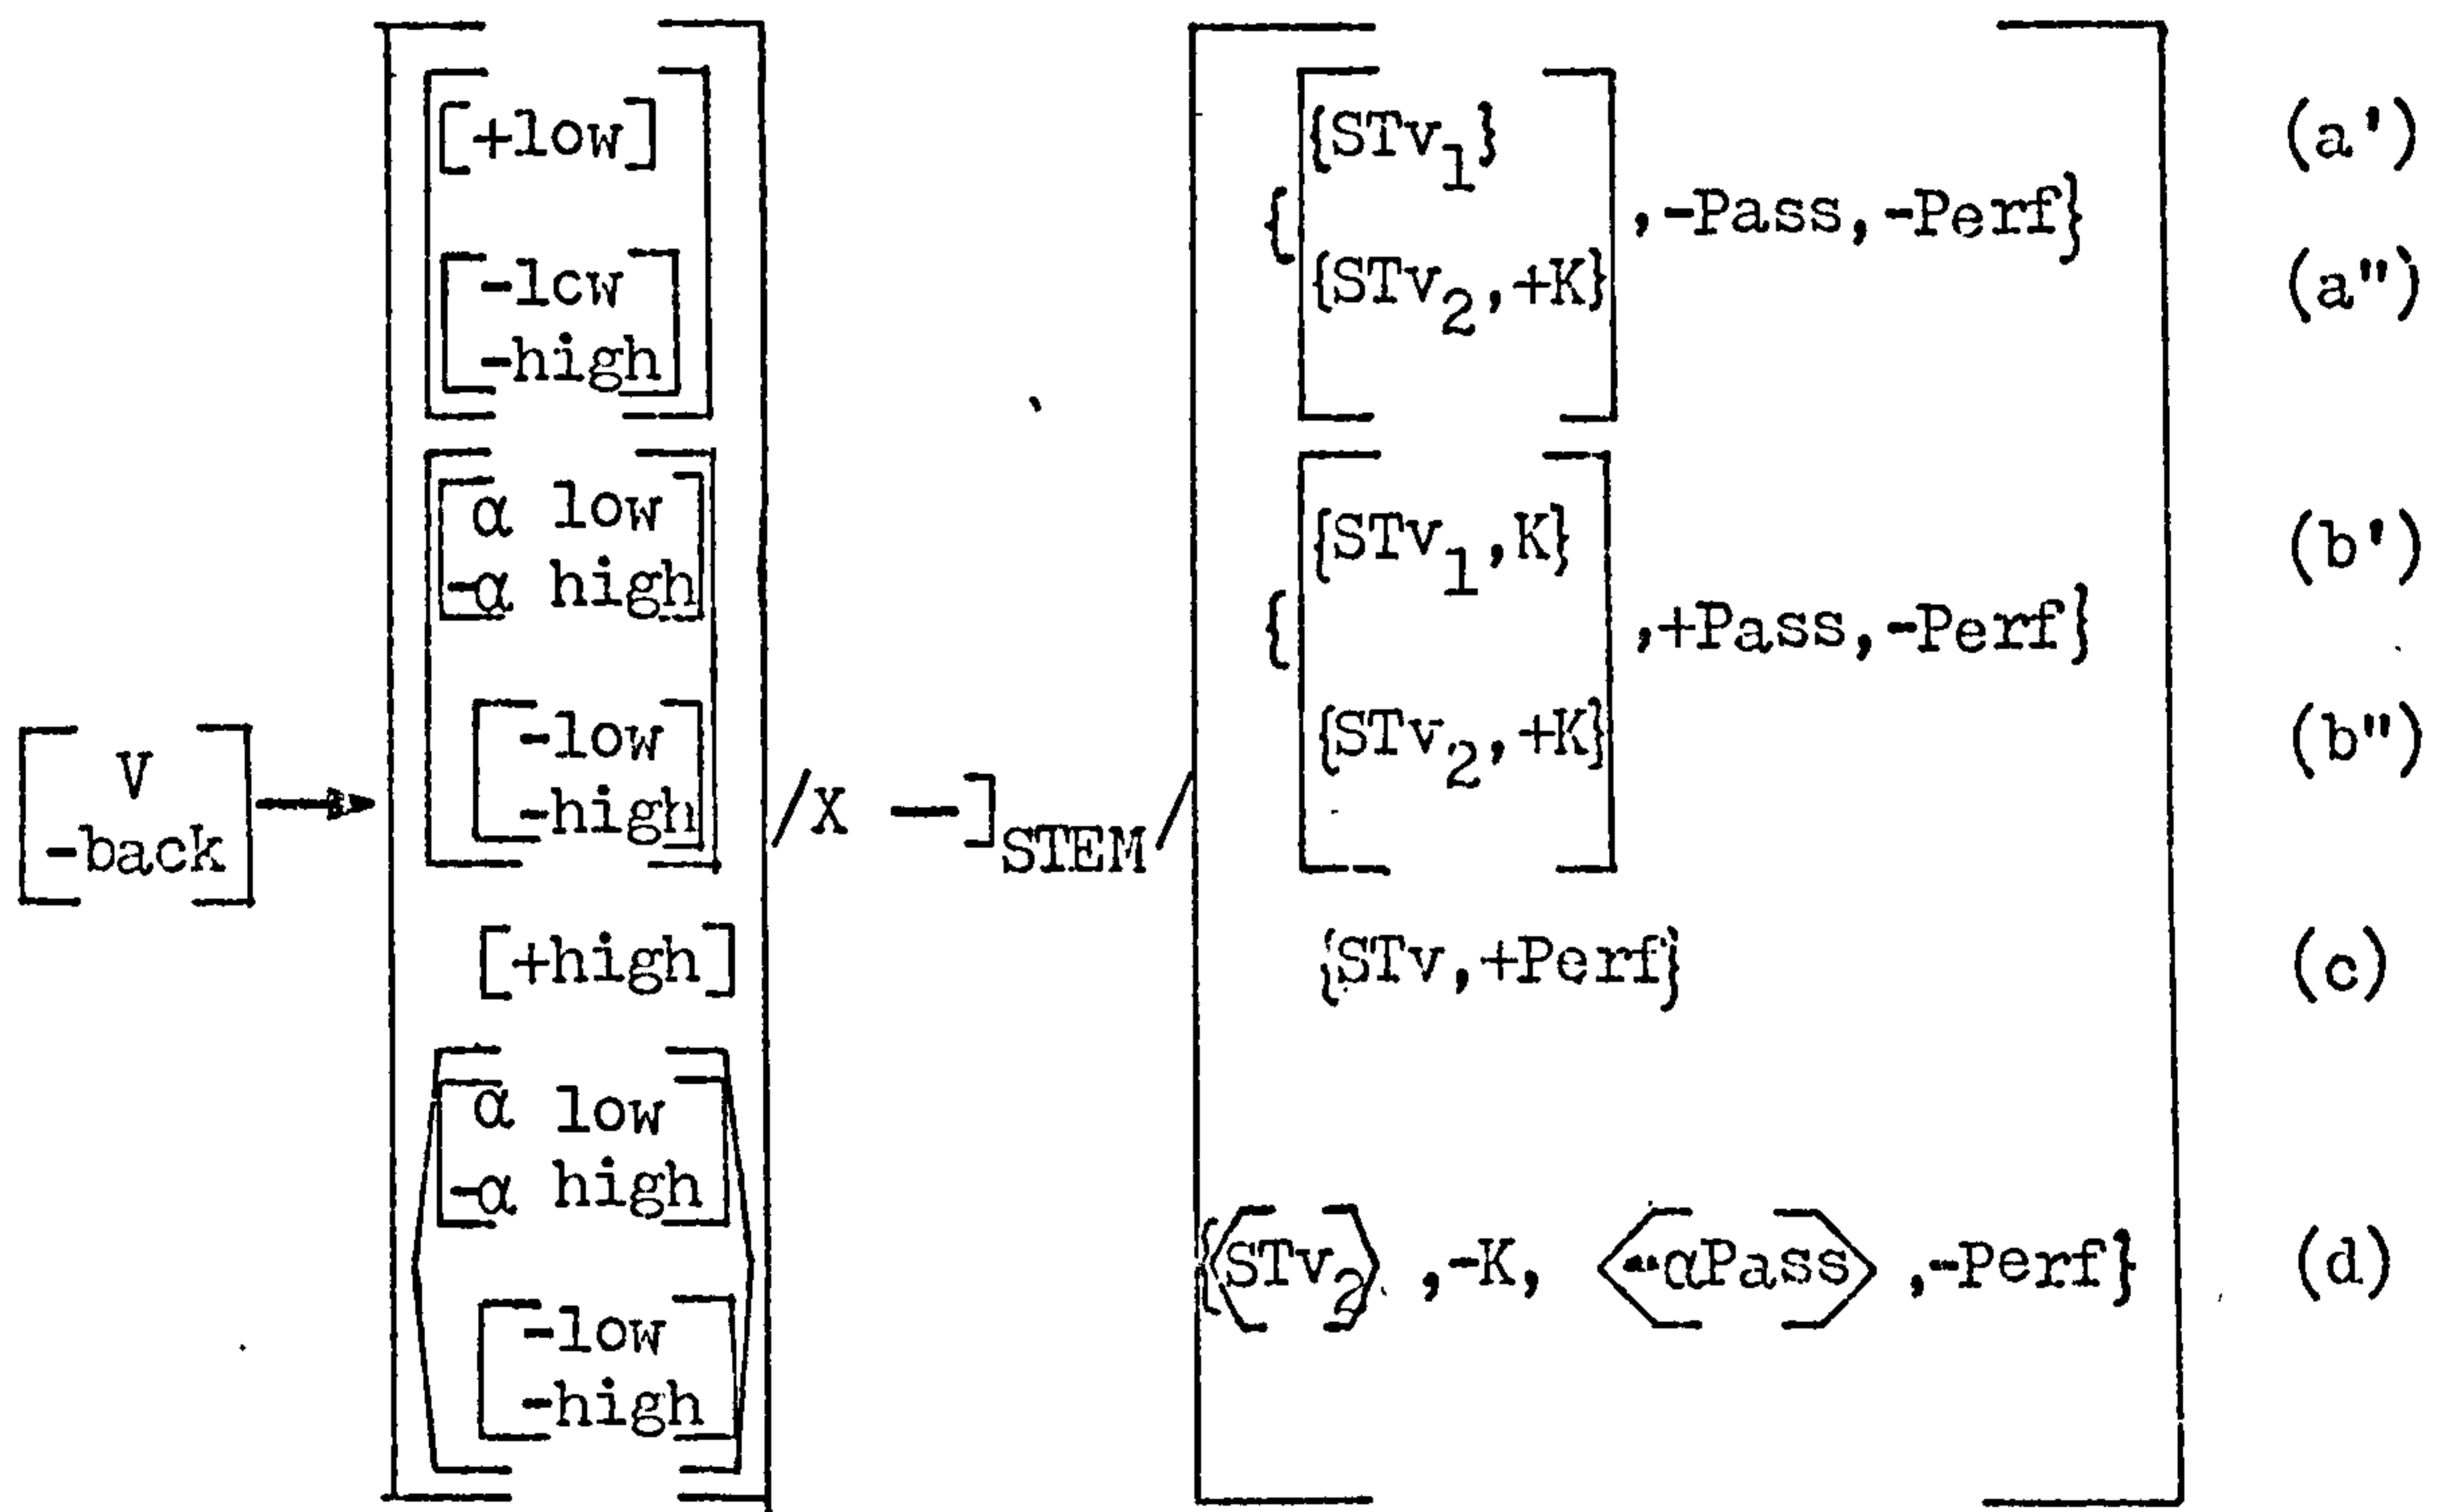 [+low] {STv1} (a')
,-Pass,-Perf}
-lcw {STv2,+K} (a")
-high
α low {STv1,K} (b')
-α high
,+Pass,-Perf}
-low {STv2,+K} (b")
V
-high /X —]STEM/
-back
[+high] {STv,+Perf} (c)
α low
-α high
{⟨STv2⟩ ,-K, ⟨-αPass⟩ ,-Perf} (d)
-low
-high